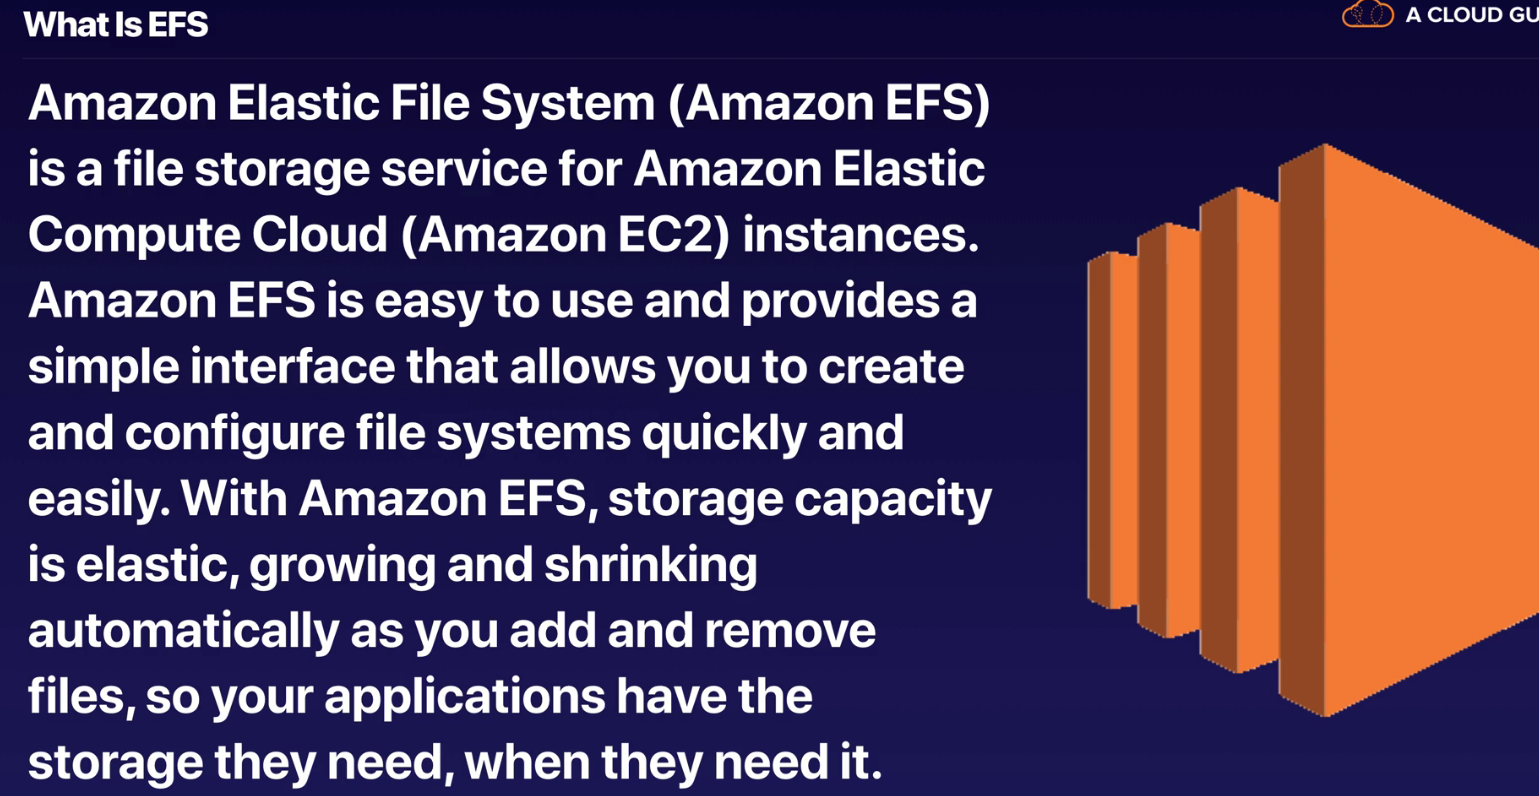 What Is EFS
A CLOUD GU
Amazon Elastic File System (Amazon EFS)
is a file storage service for Amazon Elastic
Compute Cloud (Amazon EC2) instances.
Amazon EFS is easy to use and provides a
simple interface that allows you to create
and configure file systems quickly and
easily. With Amazon EFS, storage capacity
is elastic, growing and shrinking
automatically as you add and remove
files, so your applications have the
storage they need, when they need it.